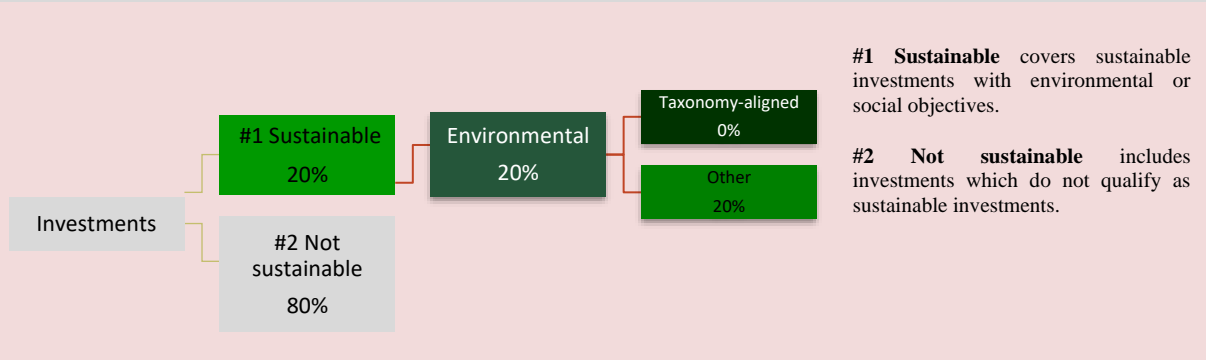 Investments
#1 Sustainable
20%
#2 Not
sustainable
80%
Environmental
20%
Taxonomy-aligned
0%
Other
20%
#1 Sustainable covers sustainable
investments with environmental or
social objectives.
#2 Not sustainable includes
investments which do not qualify as
sustainable investments.